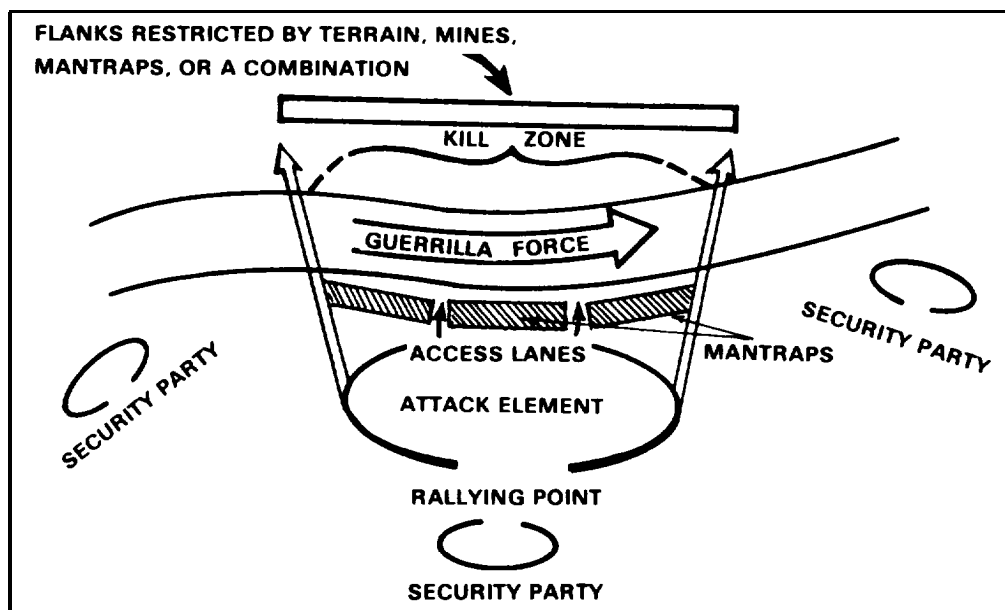 FLANKS RESTRICTED BY TERRAIN, MINES,
MANTRAPS, OR A COMBINATION
KILL ZONE
GUERRILLA FORCE
SECURITY PARTY
ACCESS LANES
MANTRAPS
SECURITY PARTY
ATTACK ELEMENT
RALLYING POINT
SECURITY PARTY